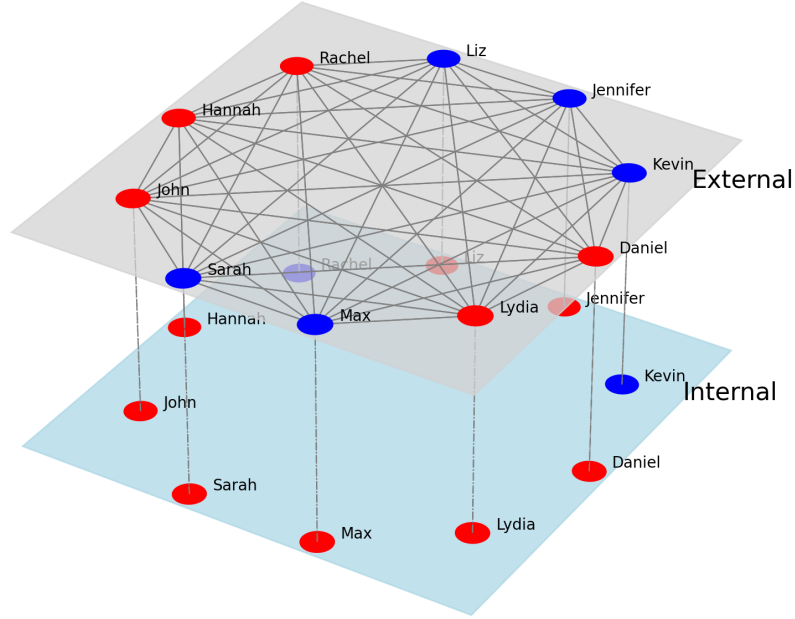 Liz
Rachel
Jennifer
Hannah
Kevin
External
John
Daniel
Sarah
Liz
Rachel
Jennifer
Lydia
Max
Hannah
Kevin
Internal
John
Daniel
Sarah
Lydia
Max